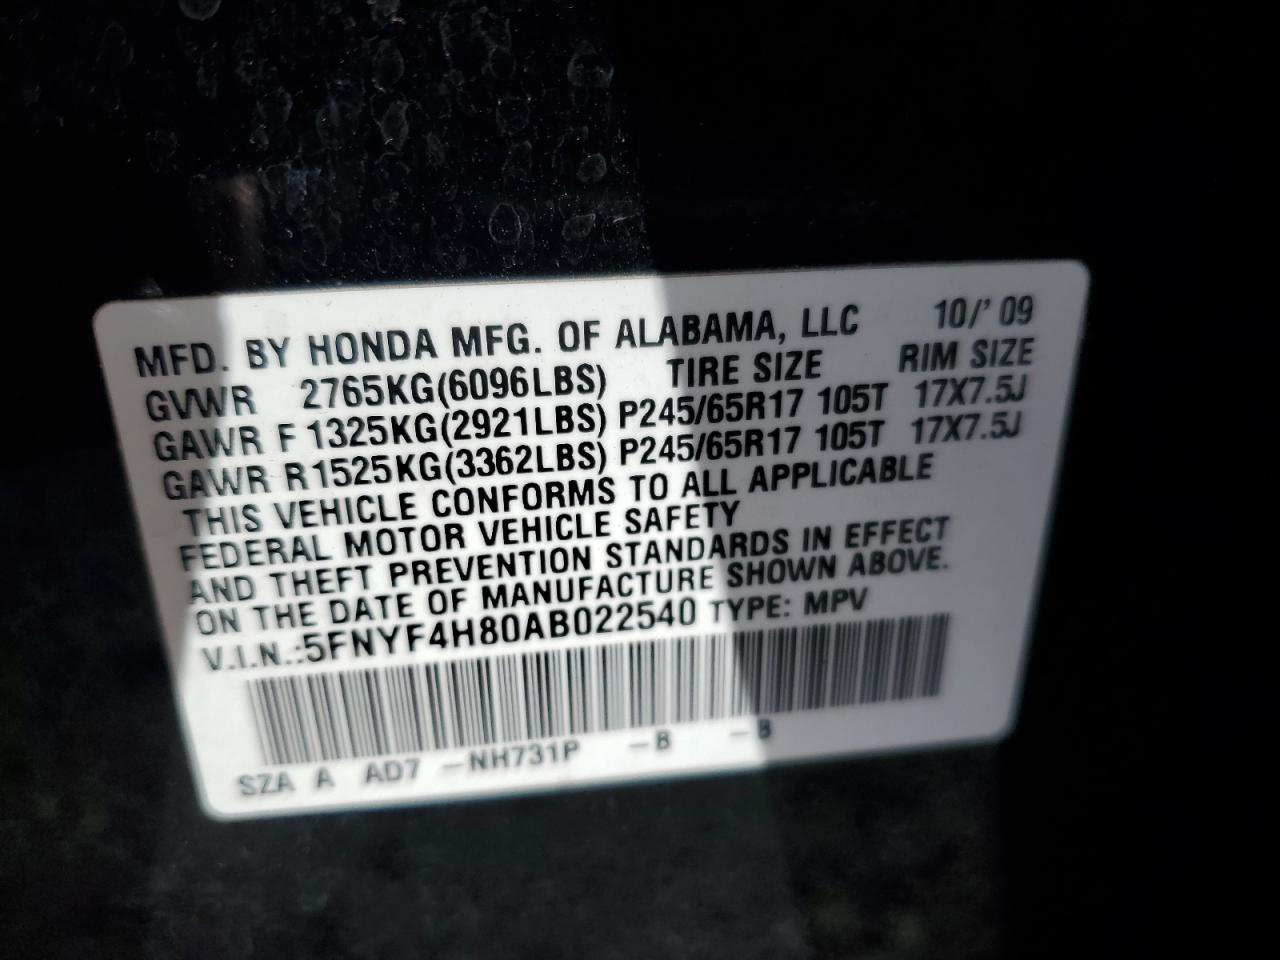 MFD. BY HONDA MFG. OF ALABAMA, LLC 10/'09
GVWR 2765KG(6096LBS) TIRE SIZE RIM SIZE
GAWR F 1325KG(2921LBS) P245/65R17 105T 17X7.5J
GAWR R 1525KG(3362LBS) P245/65R17 105T 17X7.5J
THIS VEHICLE CONFORMS TO ALL APPLICABLE
FEDERAL MOTOR VEHICLE SAFETY
AND THEFT PREVENTION STANDARDS IN EFFECT
ON THE DATE OF MANUFACTURE SHOWN ABOVE.
V.I.N.:5FNYF4H80AB022540 TYPE: MPV
SZA A AD7 -NH731P -B -B